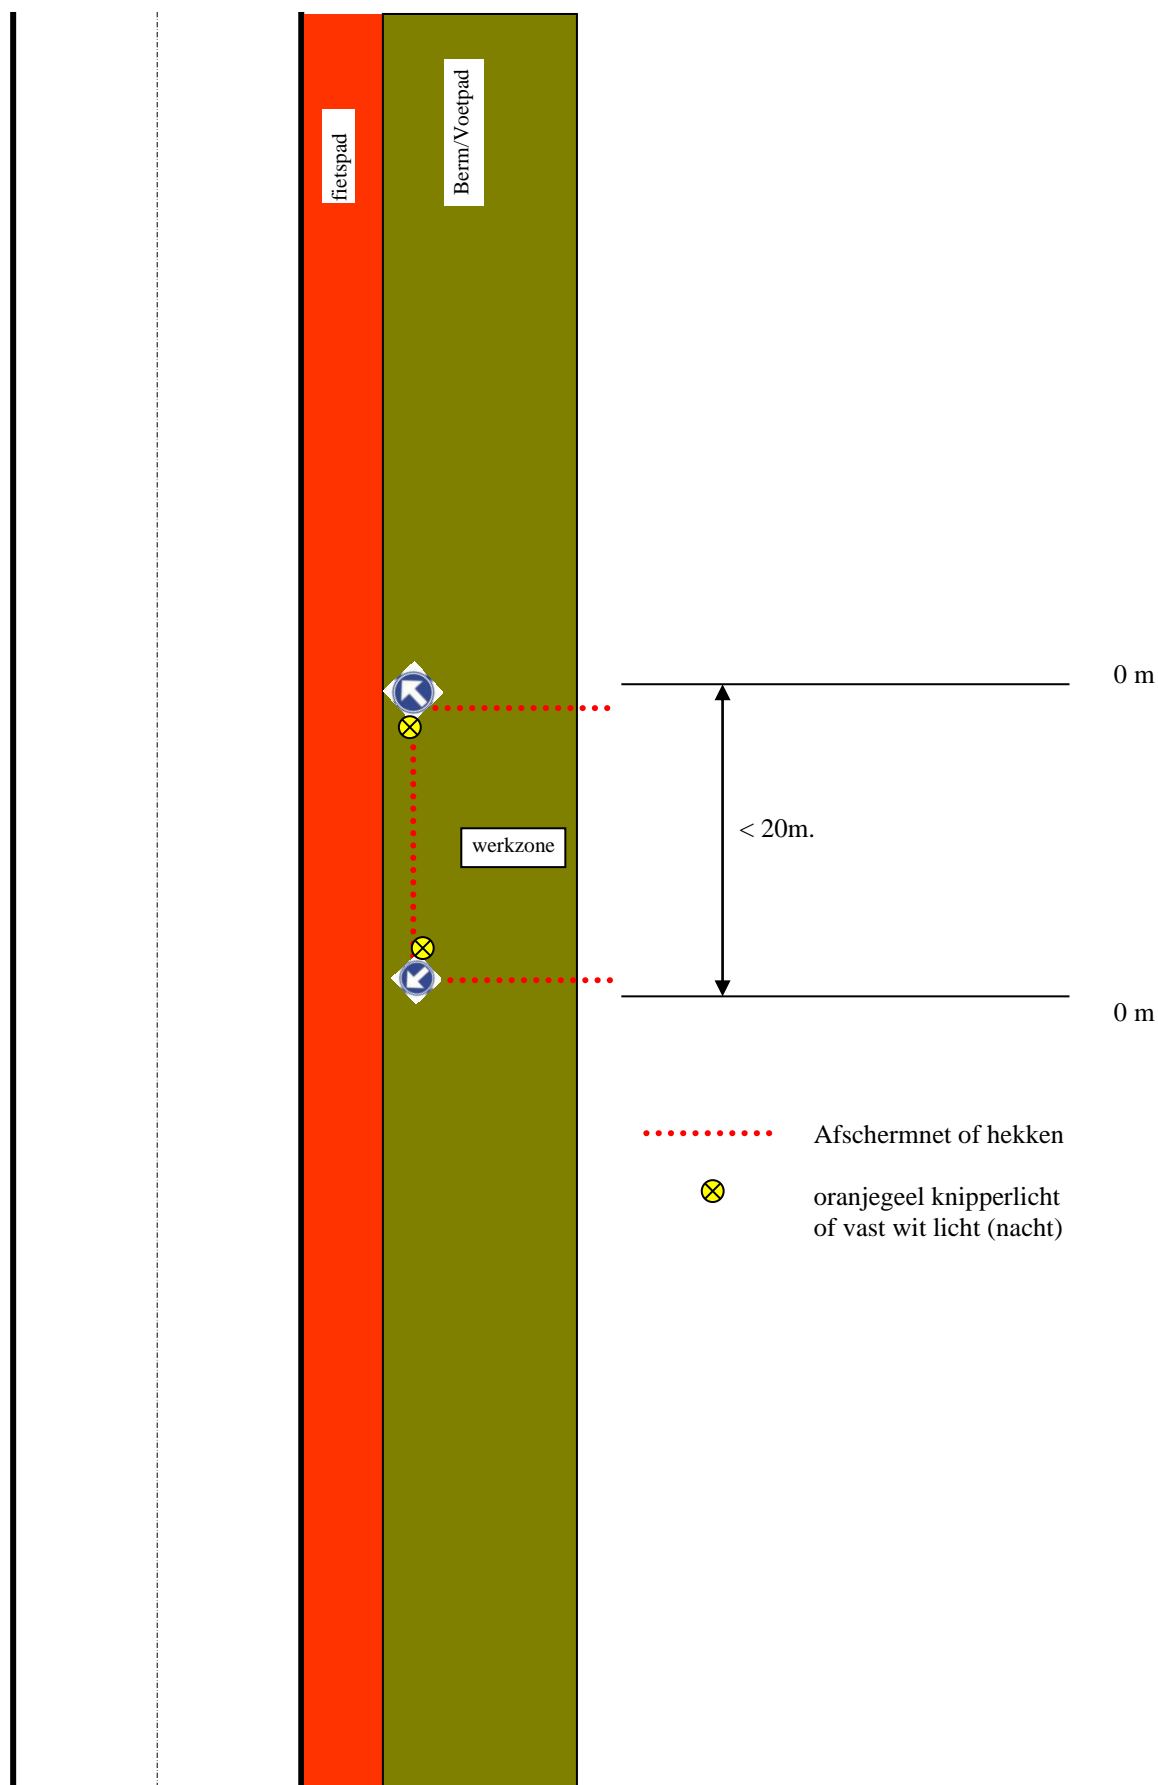 fietspad
Berm/Voetpad
0 m
< 20m.
werkzone
0 m
Afschermnet of hekken
oranjegeel knipperlicht
of vast wit licht (nacht)